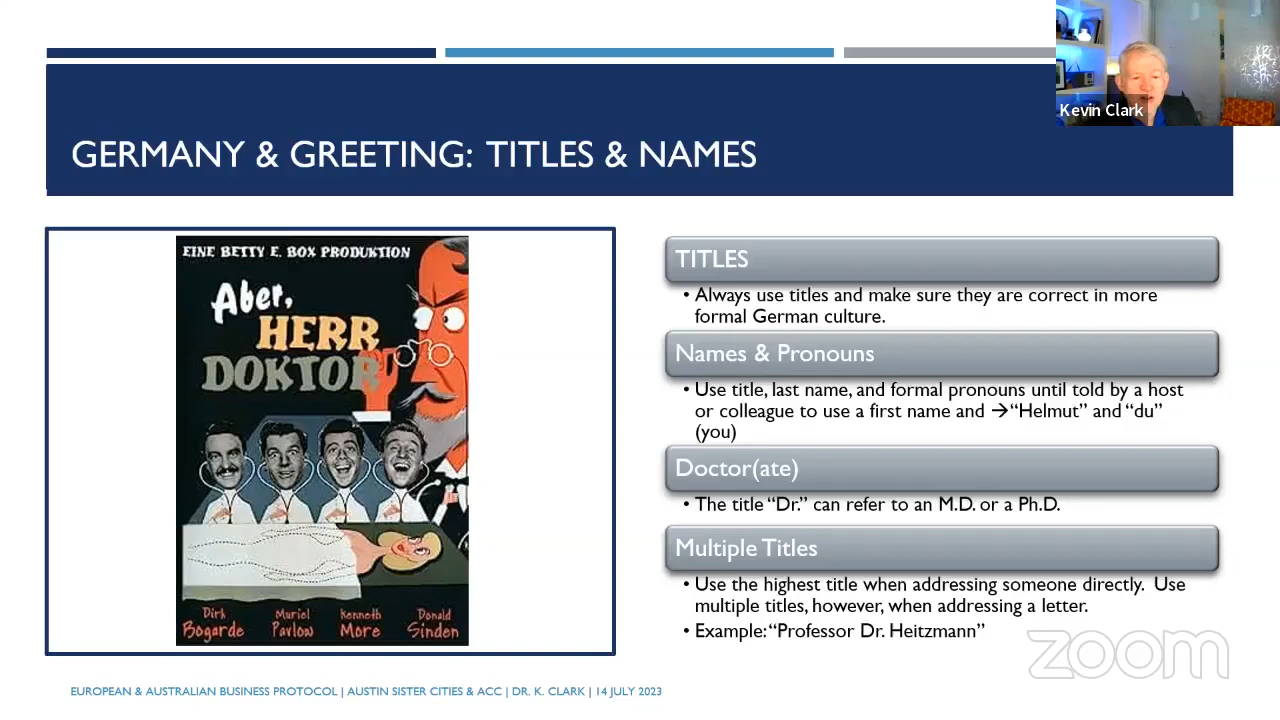 Kevin Clark
GERMANY & GREETING: TITLES & NAMES
EINE BETTY E. BOX PRODUKTION
Aber,
HERR
DOKTOR
Dirk Bogarde
Muriel Pavlow
Kenneth More
Donald Sinden
TITLES
• Always use titles and make sure they are correct in more
formal German culture.
Names & Pronouns
• Use title, last name, and formal pronouns until told by a host
or colleague to use a first name and →“Helmut” and “du”
(you)
Doctor(ate)
• The title “Dr.” can refer to an M.D. or a Ph.D.
Multiple Titles
• Use the highest title when addressing someone directly. Use
multiple titles, however, when addressing a letter.
• Example: “Professor Dr. Heitzmann”
zoom
EUROPEAN & AUSTRALIAN BUSINESS PROTOCOL | AUSTIN SISTER CITIES & ACC | DR. K. CLARK | 14 JULY 2023